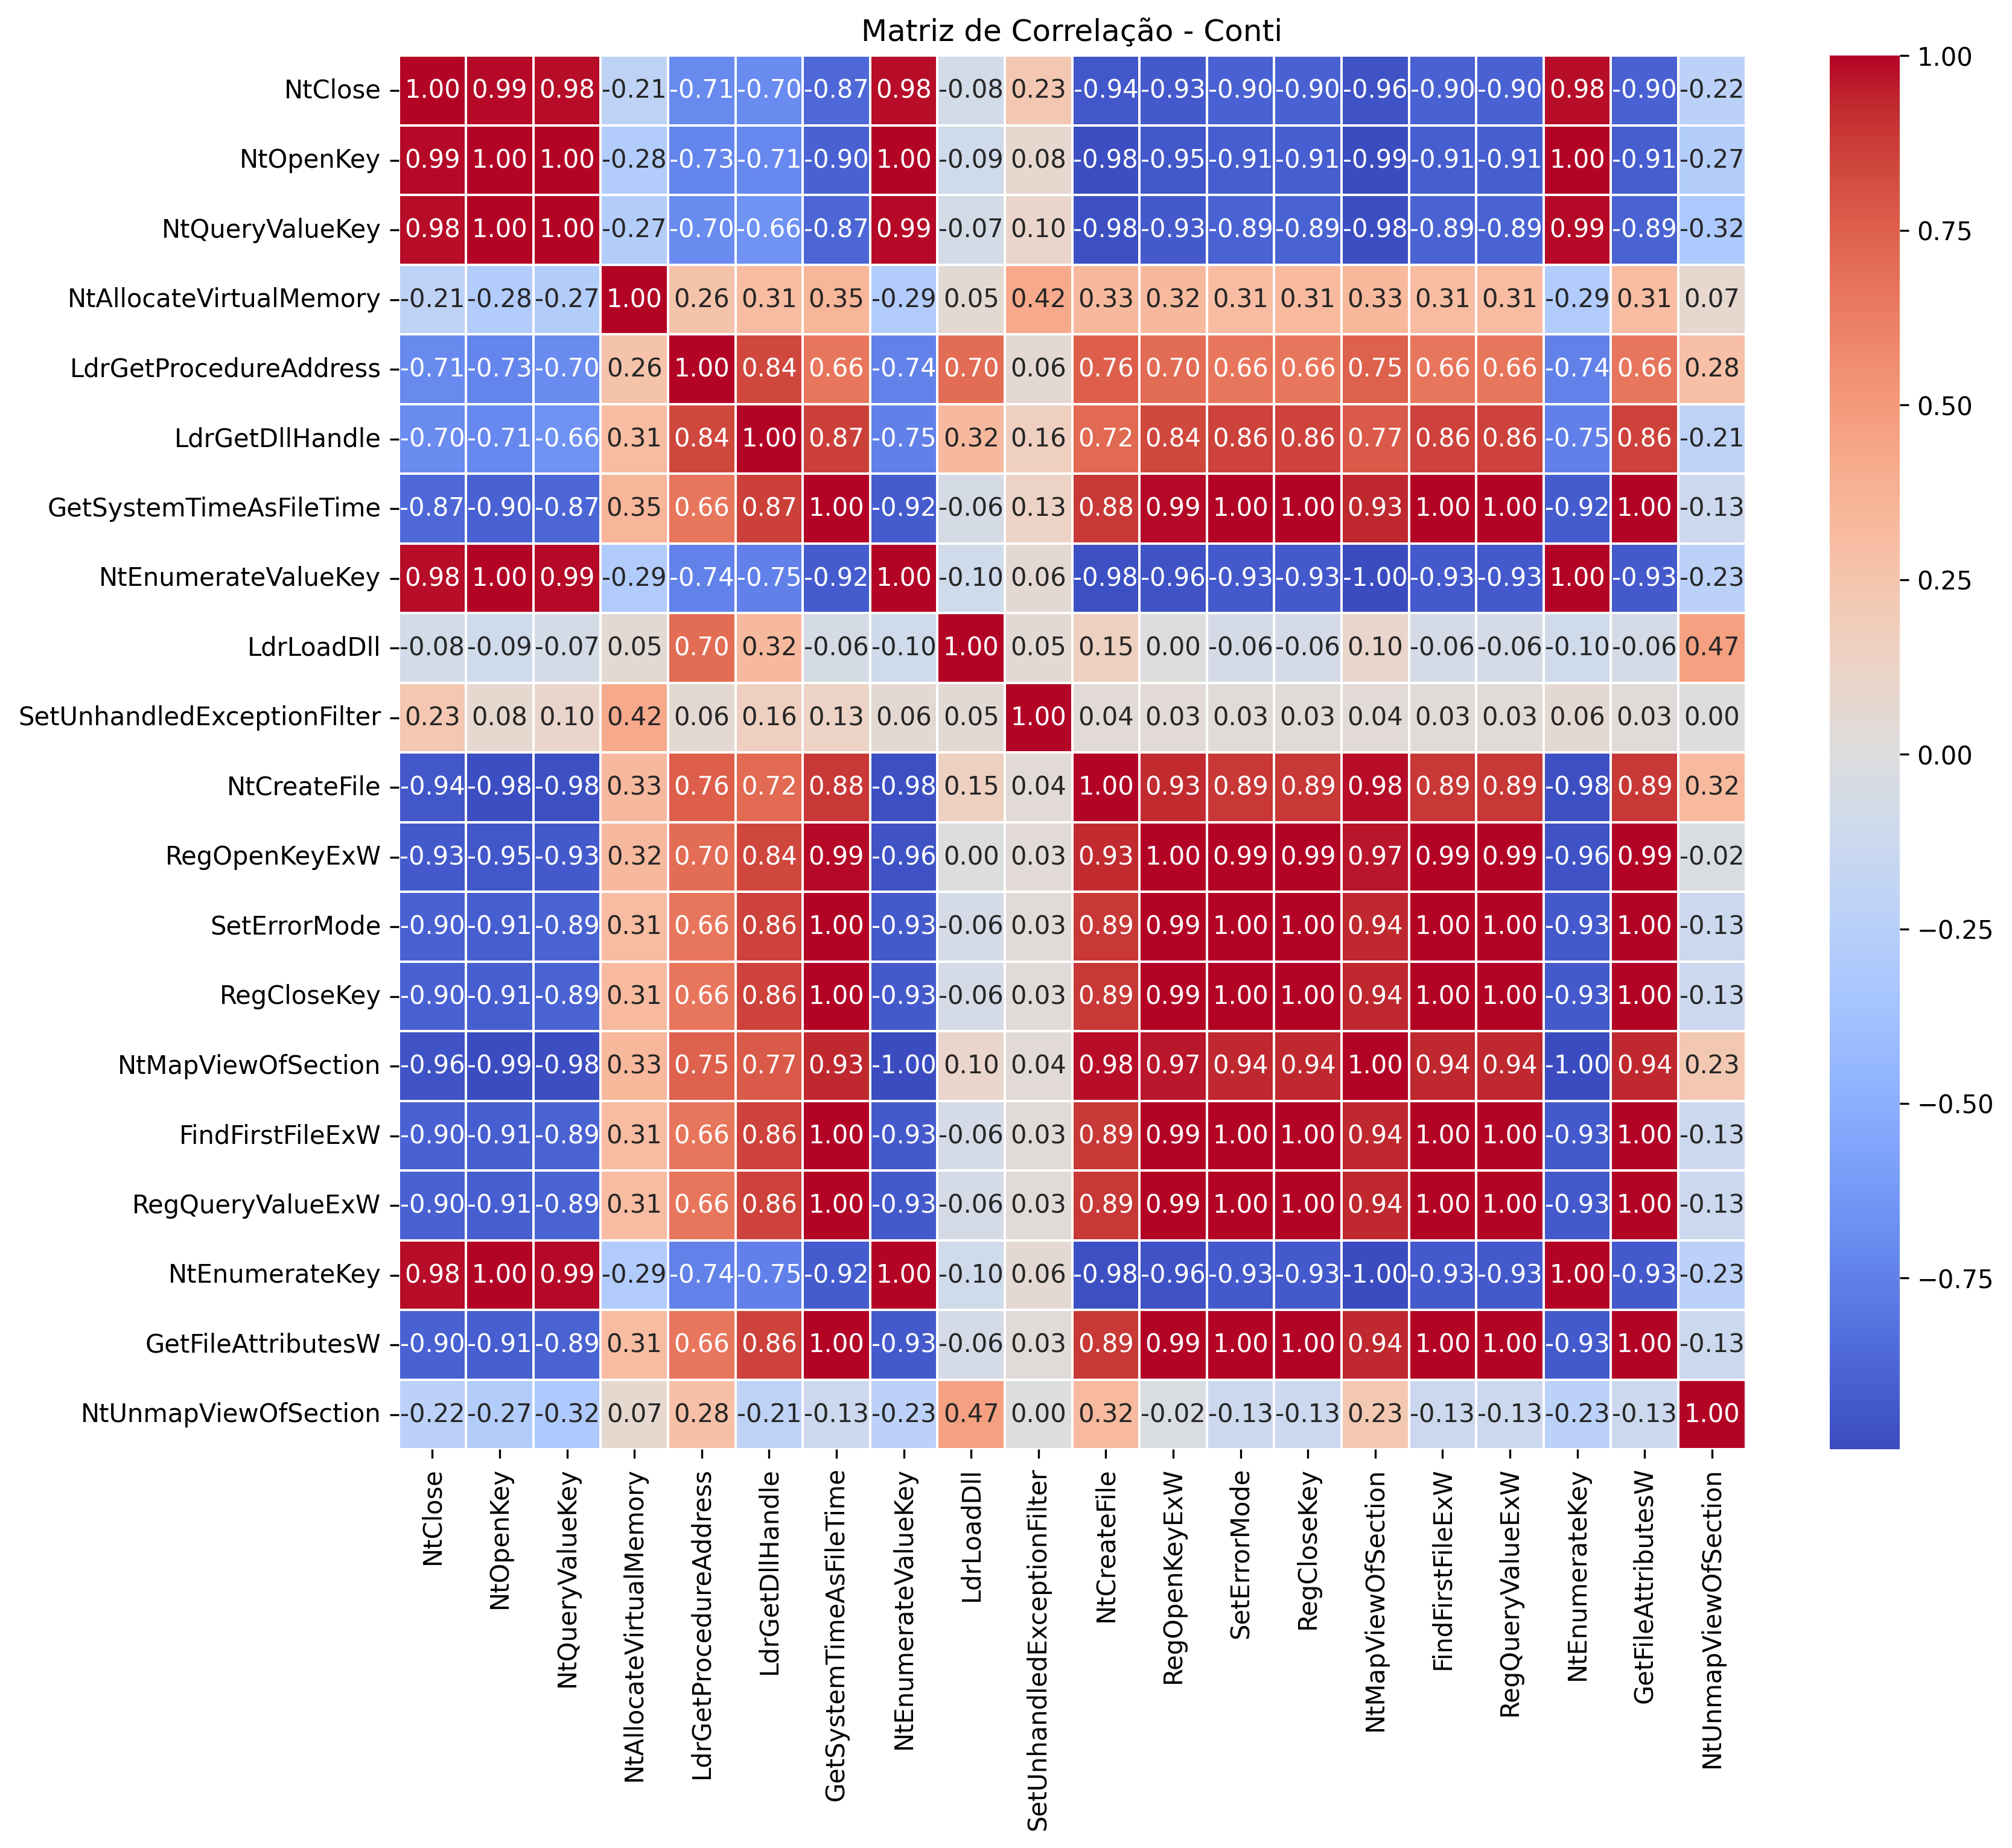 Matriz de Correlação - Conti
NtClose 1.00 0.99 0.98 -0.21 -0.71 -0.70 -0.87 0.98 -0.08 0.23 -0.94 -0.93 -0.90 -0.90 -0.96 -0.90 -0.90 0.98 -0.90 -0.22
NtOpenKey 0.99 1.00 1.00 -0.28 -0.73 -0.71 -0.90 1.00 -0.09 0.08 -0.98 -0.95 -0.91 -0.91 -0.99 -0.91 -0.91 1.00 -0.91 -0.27
NtQueryValueKey 0.98 1.00 1.00 -0.27 -0.70 -0.66 -0.87 0.99 -0.07 0.10 -0.98 -0.93 -0.89 -0.89 -0.98 -0.89 -0.89 0.99 -0.89 -0.32
NtAllocateVirtualMemory -0.21 -0.28 -0.27 1.00 0.26 0.31 0.35 -0.29 0.05 0.42 0.33 0.32 0.31 0.31 0.33 0.31 0.31 -0.29 0.31 0.07
LdrGetProcedureAddress -0.71 -0.73 -0.70 0.26 1.00 0.84 0.66 -0.74 0.70 0.06 0.76 0.70 0.66 0.66 0.75 0.66 0.66 -0.74 0.66 0.28
LdrGetDllHandle -0.70 -0.71 -0.66 0.31 0.84 1.00 0.87 -0.75 0.32 0.16 0.72 0.84 0.86 0.86 0.77 0.86 0.86 -0.75 0.86 -0.21
GetSystemTimeAsFileTime -0.87 -0.90 -0.87 0.35 0.66 0.87 1.00 -0.92 -0.06 0.13 0.88 0.99 1.00 1.00 0.93 1.00 1.00 -0.92 1.00 -0.13
NtEnumerateValueKey 0.98 1.00 0.99 -0.29 -0.74 -0.75 -0.92 1.00 -0.10 0.06 -0.98 -0.96 -0.93 -0.93 -1.00 -0.93 -0.93 1.00 -0.93 -0.23
LdrLoadDll -0.08 -0.09 -0.07 0.05 0.70 0.32 -0.06 -0.10 1.00 0.05 0.15 0.00 -0.06 -0.06 0.10 -0.06 -0.06 -0.10 -0.06 0.47
SetUnhandledExceptionFilter 0.23 0.08 0.10 0.42 0.06 0.16 0.13 0.06 0.05 1.00 0.04 0.03 0.03 0.03 0.04 0.03 0.03 0.06 0.03 0.00
NtCreateFile -0.94 -0.98 -0.98 0.33 0.76 0.72 0.88 -0.98 0.15 0.04 1.00 0.93 0.89 0.89 0.98 0.89 0.89 -0.98 0.89 0.32
RegOpenKeyExW -0.93 -0.95 -0.93 0.32 0.70 0.84 0.99 -0.96 0.00 0.03 0.93 1.00 0.99 0.99 0.97 0.99 0.99 -0.96 0.99 -0.02
SetErrorMode -0.90 -0.91 -0.89 0.31 0.66 0.86 1.00 -0.93 -0.06 0.03 0.89 0.99 1.00 1.00 0.94 1.00 1.00 -0.93 1.00 -0.13
RegCloseKey -0.90 -0.91 -0.89 0.31 0.66 0.86 1.00 -0.93 -0.06 0.03 0.89 0.99 1.00 1.00 0.94 1.00 1.00 -0.93 1.00 -0.13
NtMapViewOfSection -0.96 -0.99 -0.98 0.33 0.75 0.77 0.93 -1.00 0.10 0.04 0.98 0.97 0.94 0.94 1.00 0.94 0.94 -1.00 0.94 0.23
FindFirstFileExW -0.90 -0.91 -0.89 0.31 0.66 0.86 1.00 -0.93 -0.06 0.03 0.89 0.99 1.00 1.00 0.94 1.00 1.00 -0.93 1.00 -0.13
RegQueryValueExW -0.90 -0.91 -0.89 0.31 0.66 0.86 1.00 -0.93 -0.06 0.03 0.89 0.99 1.00 1.00 0.94 1.00 1.00 -0.93 1.00 -0.13
NtEnumerateKey 0.98 1.00 0.99 -0.29 -0.74 -0.75 -0.92 1.00 -0.10 0.06 -0.98 -0.96 -0.93 -0.93 -1.00 -0.93 -0.93 1.00 -0.93 -0.23
GetFileAttributesW -0.90 -0.91 -0.89 0.31 0.66 0.86 1.00 -0.93 -0.06 0.03 0.89 0.99 1.00 1.00 0.94 1.00 1.00 -0.93 1.00 -0.13
NtUnmapViewOfSection -0.22 -0.27 -0.32 0.07 0.28 -0.21 -0.13 -0.23 0.47 0.00 0.32 -0.02 -0.13 -0.13 0.23 -0.13 -0.13 -0.23 -0.13 1.00
NtClose
NtOpenKey
NtQueryValueKey
NtAllocateVirtualMemory
LdrGetProcedureAddress
LdrGetDllHandle
GetSystemTimeAsFileTime
NtEnumerateValueKey
LdrLoadDll
SetUnhandledExceptionFilter
NtCreateFile
RegOpenKeyExW
SetErrorMode
RegCloseKey
NtMapViewOfSection
FindFirstFileExW
RegQueryValueExW
NtEnumerateKey
GetFileAttributesW
NtUnmapViewOfSection
1.00
0.75
0.50
0.25
0.00
−0.25
−0.50
−0.75